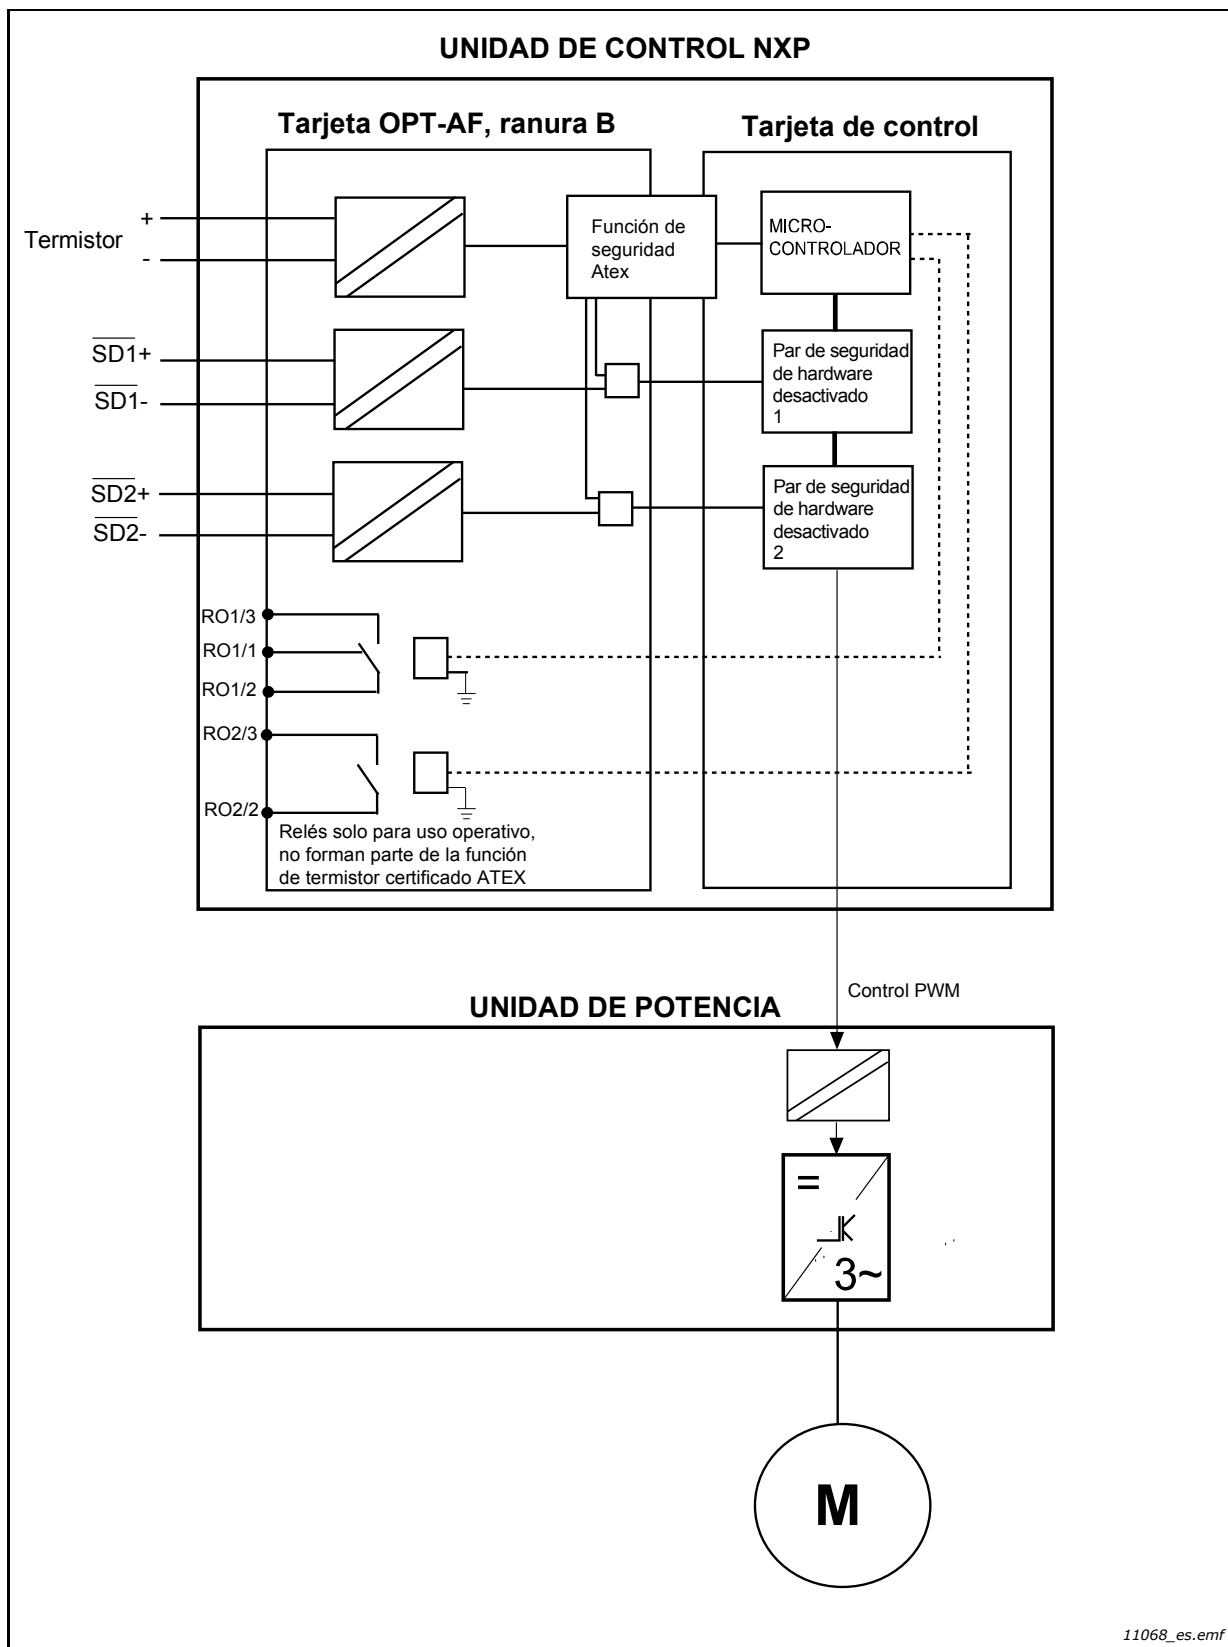 UNIDAD DE CONTROL NXP
Tarjeta OPT-AF, ranura B
Tarjeta de control
Termistor
+
-
Función de
seguridad
Atex
MICRO-
CONTROLADOR
SD1+
SD1-
Par de seguridad
de hardware
desactivado
1
SD2+
SD2-
Par de seguridad
de hardware
desactivado
2
RO1/3
RO1/1
RO1/2
RO2/3
RO2/2
Relés solo para uso operativo,
no forman parte de la función
de termistor certificado ATEX
Control PWM
UNIDAD DE POTENCIA
=
3~
M
11068_es.emf